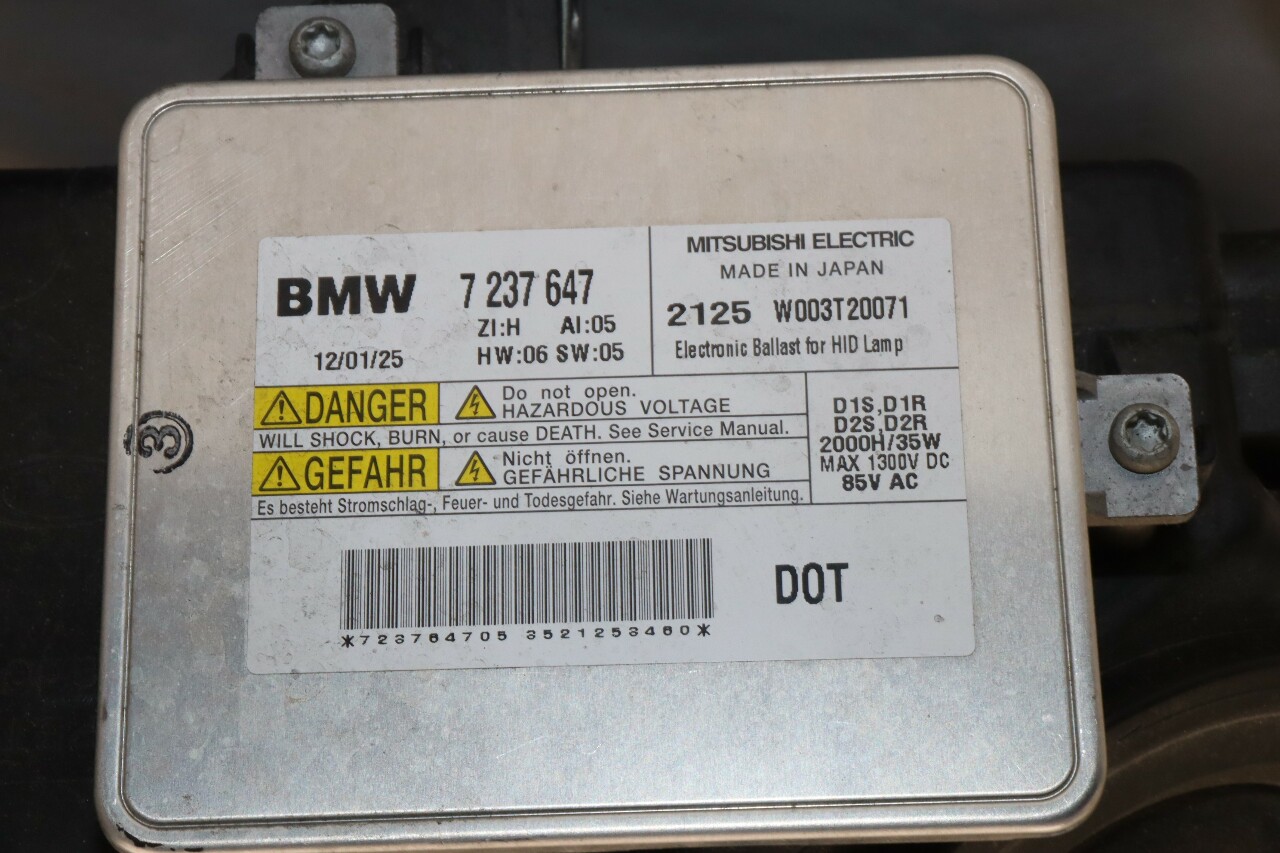 BMW 7 237 647
ZI:H AI:05
12/01/25 HW:06 SW:05
MITSUBISHI ELECTRIC
MADE IN JAPAN
2125 W003T20071
Electronic Ballast for HID Lamp
DANGER
Do not open.
HAZARDOUS VOLTAGE
WILL SHOCK, BURN, or cause DEATH. See Service Manual.
GEFAHR
Nicht öffnen.
GEFÄHRLICHE SPANNUNG
Es besteht Stromschlag-, Feuer- und Todesgefahr. Siehe Wartungsanleitung.
D1S,D1R
D2S,D2R
2000H/35W
MAX 1300V DC
85V AC
*723764705 3521253460*
DOT
3